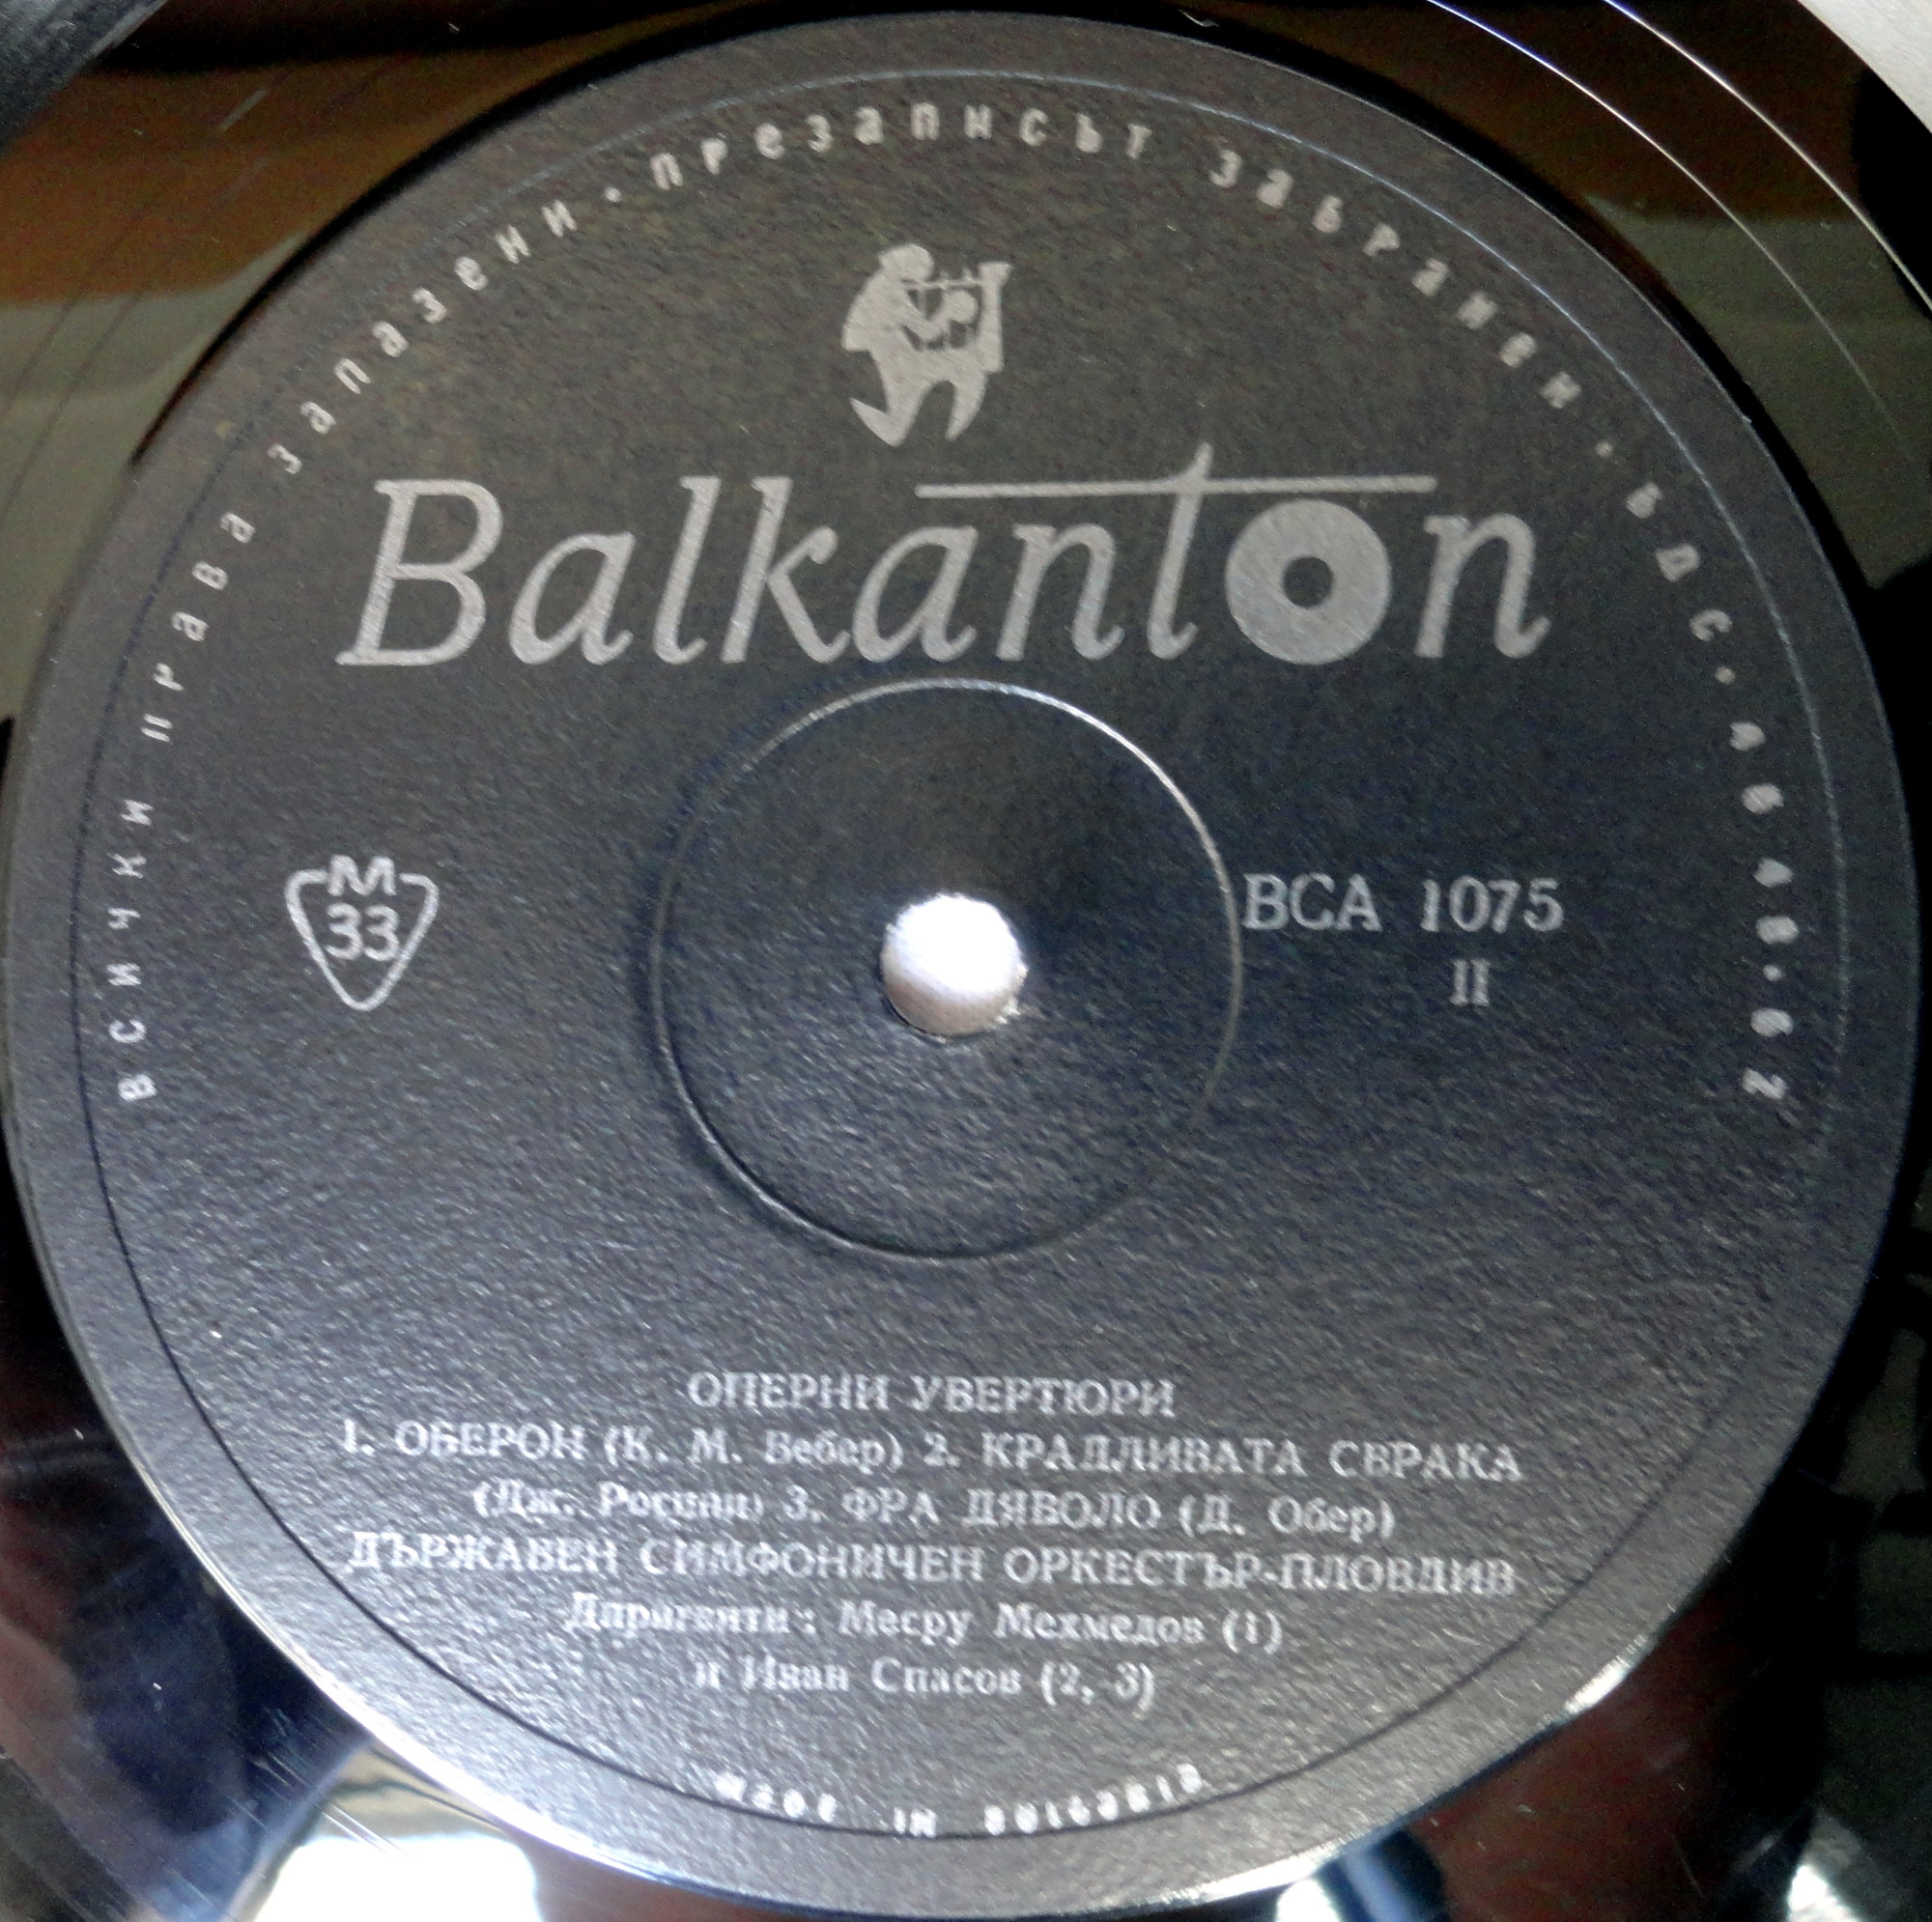 всички права запазени · презаписът забранен · БДС ·
Balkanton
М
33
ВСА 1075
II
ОПЕРНИ УВЕРТЮРИ
1. ОБЕРОН (К. М. Вебер) 2. КРАДЛИВАТА СВРАКА
(Дж. Росини) 3. ФРА ДЯВОЛО (Д. Обер)
ДЪРЖАВЕН СИМФОНИЧЕН ОРКЕСТЪР-ПЛОВДИВ
Диригенти: Месру Мехмедов (1)
и Иван Спасов (2, 3)
made in bulgaria